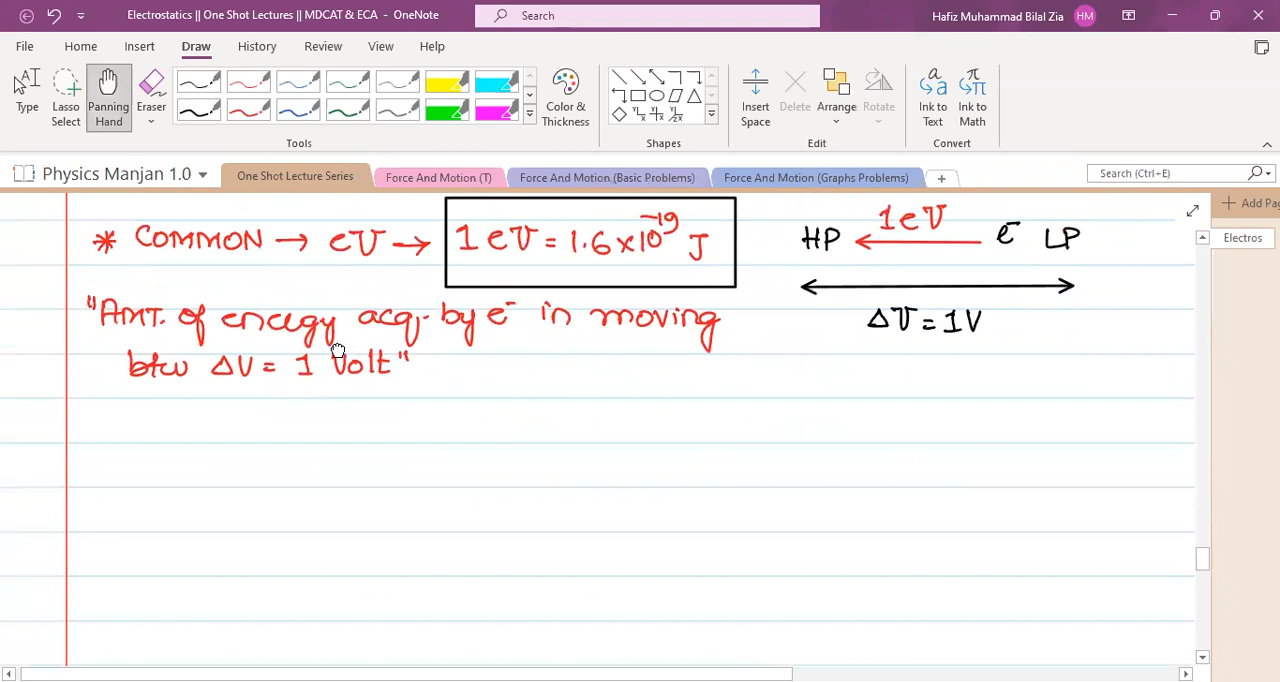 Electrostatics || One Shot Lectures || MDCAT & ECA - OneNote
Search
Hafiz Muhammad Bilal Zia
HM
File Home Insert Draw History Review View Help
Type
Lasso Select
Panning Hand
Eraser
Color & Thickness
Insert Space
Delete
Arrange
Rotate
Ink to Text
Ink to Math
Tools
Shapes
Edit
Convert
Physics Manjan 1.0
One Shot Lecture Series
Force And Motion (T)
Force And Motion (Basic Problems)
Force And Motion (Graphs Problems)
Search (Ctrl+E)
Add Pag
Electros
* COMMON → eV → 1 eV = 1.6×10⁻¹⁹ J
HP ← 1eV e⁻ LP
ΔV = 1V
"AMT. of energy acq. by e⁻ in moving
btw ΔV = 1 Volt"